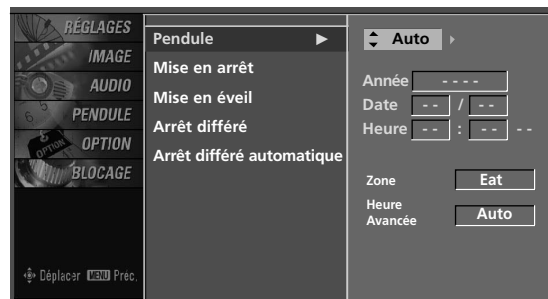 RÉGLAGES
IMAGE
AUDIO
PENDULE
OPTION
BLOCAGE
Déplacer MENU Préc.
Pendule
Mise en arrêt
Mise en éveil
Arrêt différé
Arrêt différé automatique
Auto
Année - - - -
Date - - / - -
Heure - - : - - - -
Zone Eat
Heure
Avancée Auto